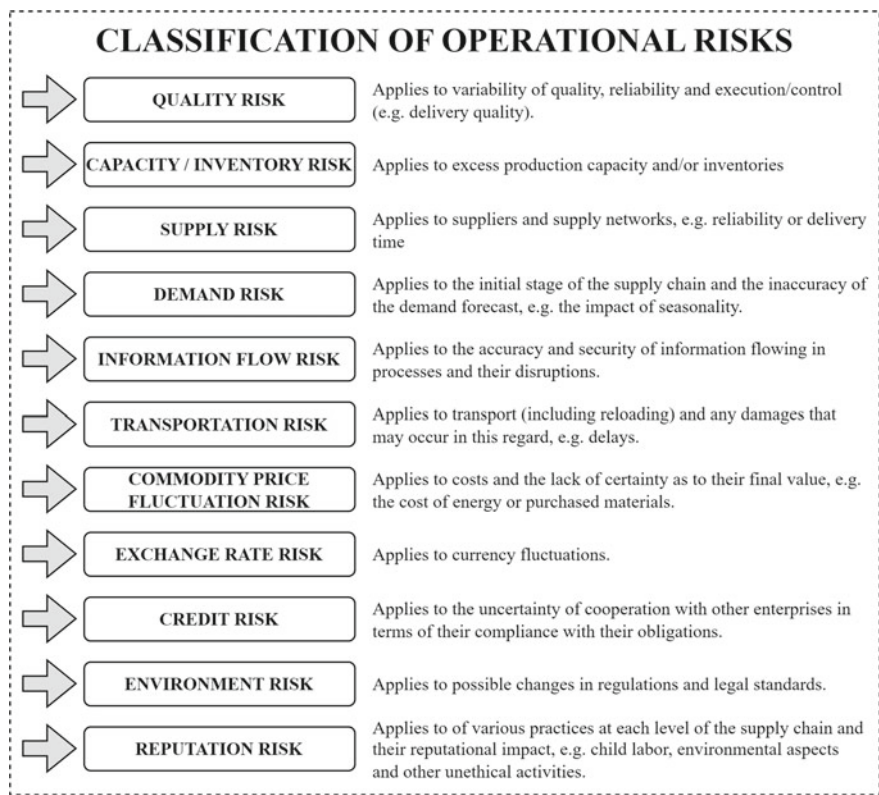 CLASSIFICATION OF OPERATIONAL RISKS
QUALITY RISK
Applies to variability of quality, reliability and execution/control
(e.g. delivery quality).
CAPACITY / INVENTORY RISK
Applies to excess production capacity and/or inventories
SUPPLY RISK
Applies to suppliers and supply networks, e.g. reliability or delivery
time
DEMAND RISK
Applies to the initial stage of the supply chain and the inaccuracy of
the demand forecast, e.g. the impact of seasonality.
INFORMATION FLOW RISK
Applies to the accuracy and security of information flowing in
processes and their disruptions.
TRANSPORTATION RISK
Applies to transport (including reloading) and any damages that
may occur in this regard, e.g. delays.
COMMODITY PRICE
FLUCTUATION RISK
Applies to costs and the lack of certainty as to their final value, e.g.
the cost of energy or purchased materials.
EXCHANGE RATE RISK
Applies to currency fluctuations.
CREDIT RISK
Applies to the uncertainty of cooperation with other enterprises in
terms of their compliance with their obligations.
ENVIRONMENT RISK
Applies to possible changes in regulations and legal standards.
REPUTATION RISK
Applies to of various practices at each level of the supply chain and
their reputational impact, e.g. child labor, environmental aspects
and other unethical activities.